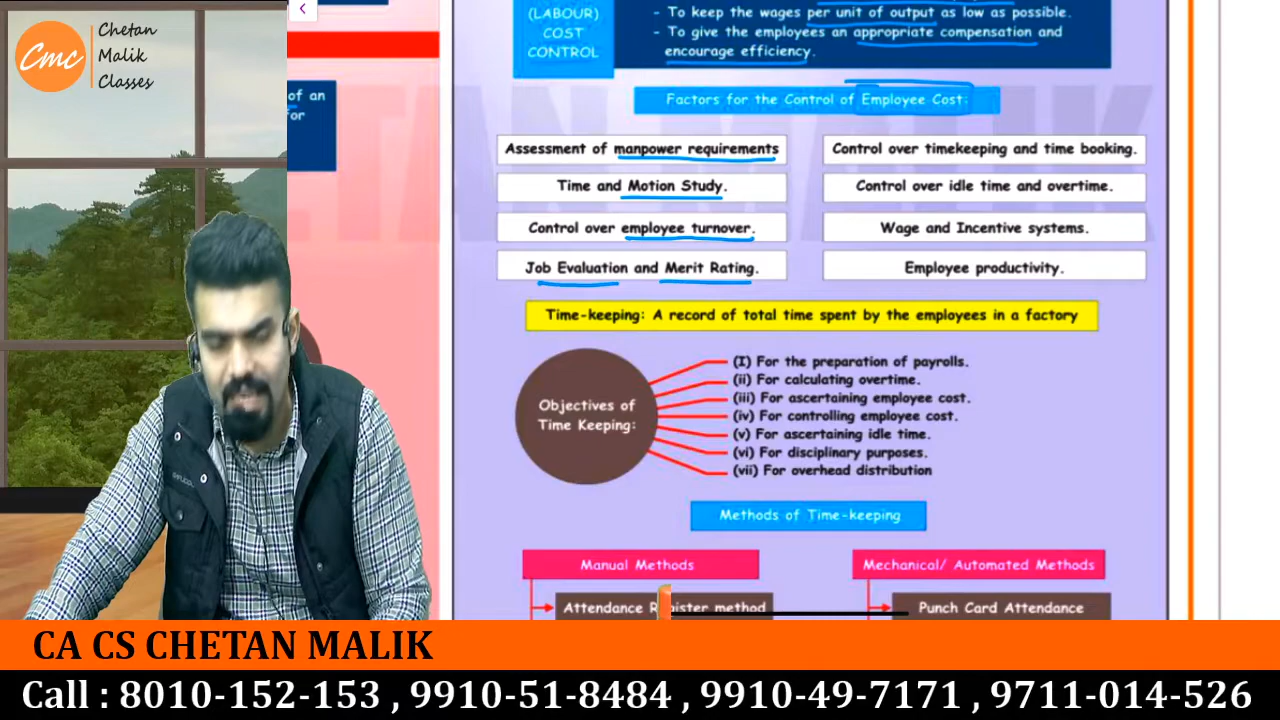 Cmc
Chetan
Malik
Classes
of an
for
(LABOUR)
COST
CONTROL
- To keep the wages per unit of output as low as possible.
- To give the employees an appropriate compensation and
encourage efficiency.
Factors for the Control of Employee Cost:
Assessment of manpower requirements
Control over timekeeping and time booking.
Time and Motion Study.
Control over idle time and overtime.
Control over employee turnover.
Wage and Incentive systems.
Job Evaluation and Merit Rating.
Employee productivity.
Time-keeping: A record of total time spent by the employees in a factory
Objectives of
Time Keeping:
(I) For the preparation of payrolls.
(ii) For calculating overtime.
(iii) For ascertaining employee cost.
(iv) For controlling employee cost.
(v) For ascertaining idle time.
(vi) For disciplinary purposes.
(vii) For overhead distribution
Methods of Time-keeping
Manual Methods
Mechanical/ Automated Methods
Attendance Register method
Punch Card Attendance
CA CS CHETAN MALIK
Call : 8010-152-153 , 9910-51-8484 , 9910-49-7171 , 9711-014-526